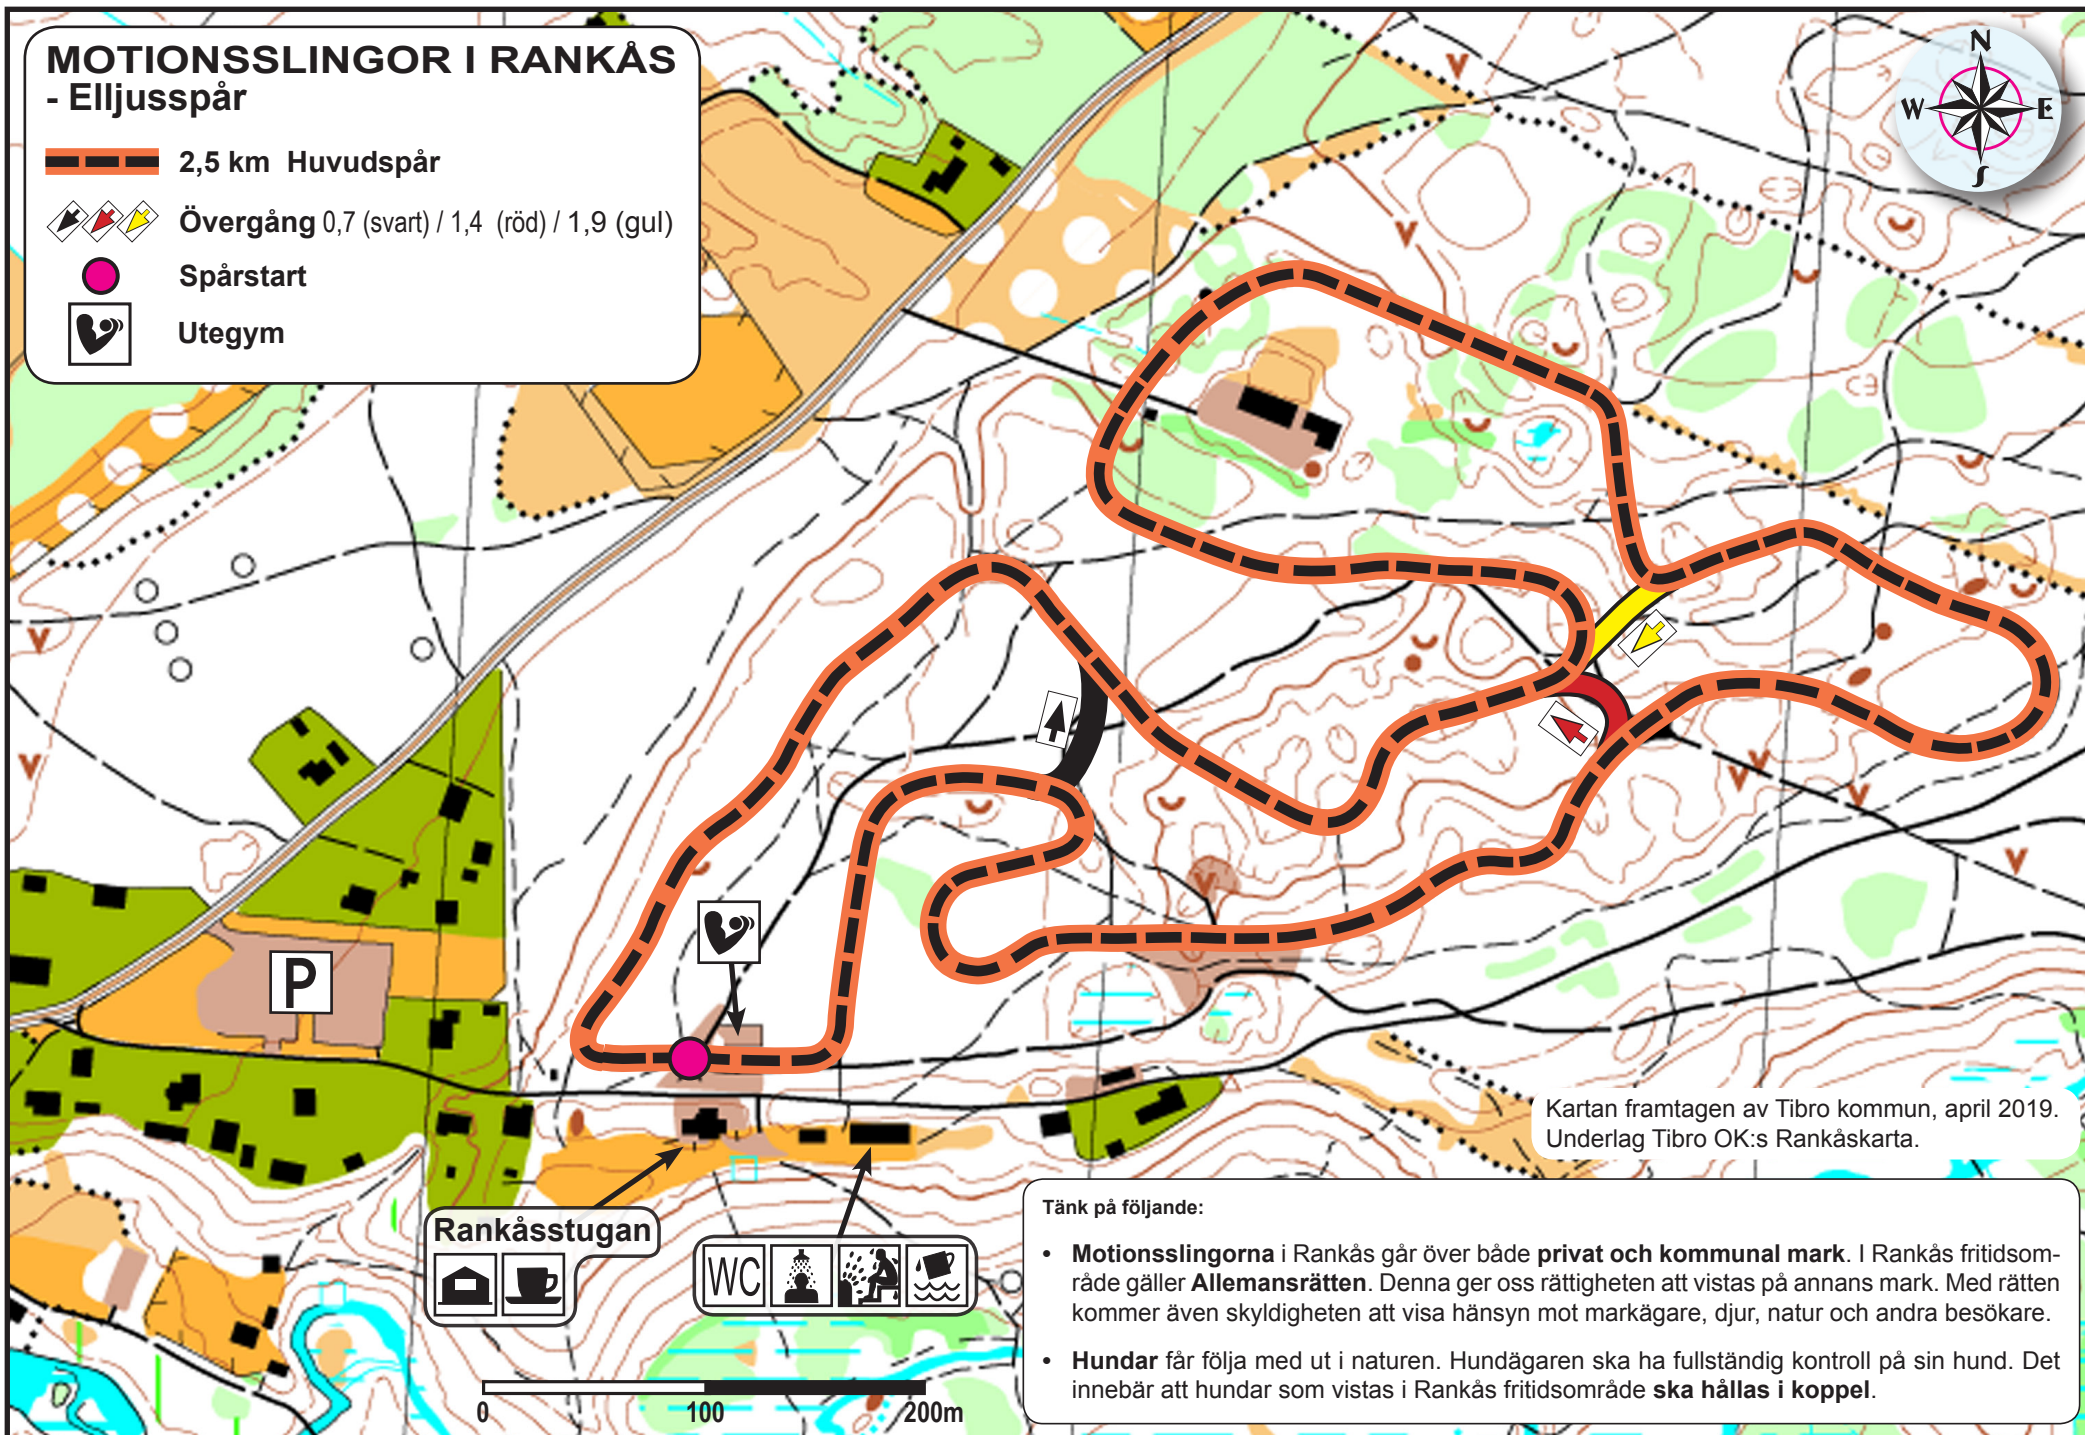 MOTIONSSLINGOR I RANKÅS
- Elljusspår
2,5 km Huvudspår
Övergång 0,7 (svart) / 1,4 (röd) / 1,9 (gul)
Spårstart
Utegym
N
W E
S
P
Kartan framtagen av Tibro kommun, april 2019.
Underlag Tibro OK:s Rankåskarta.
Rankåsstugan
WC
0 100 200m
Tänk på följande:
• Motionsslingorna i Rankås går över både privat och kommunal mark. I Rankås fritidsom-
råde gäller Allemansrätten. Denna ger oss rättigheten att vistas på annans mark. Med rätten
kommer även skyldigheten att visa hänsyn mot markägare, djur, natur och andra besökare.
• Hundar får följa med ut i naturen. Hundägaren ska ha fullständig kontroll på sin hund. Det
innebär att hundar som vistas i Rankås fritidsområde ska hållas i koppel.